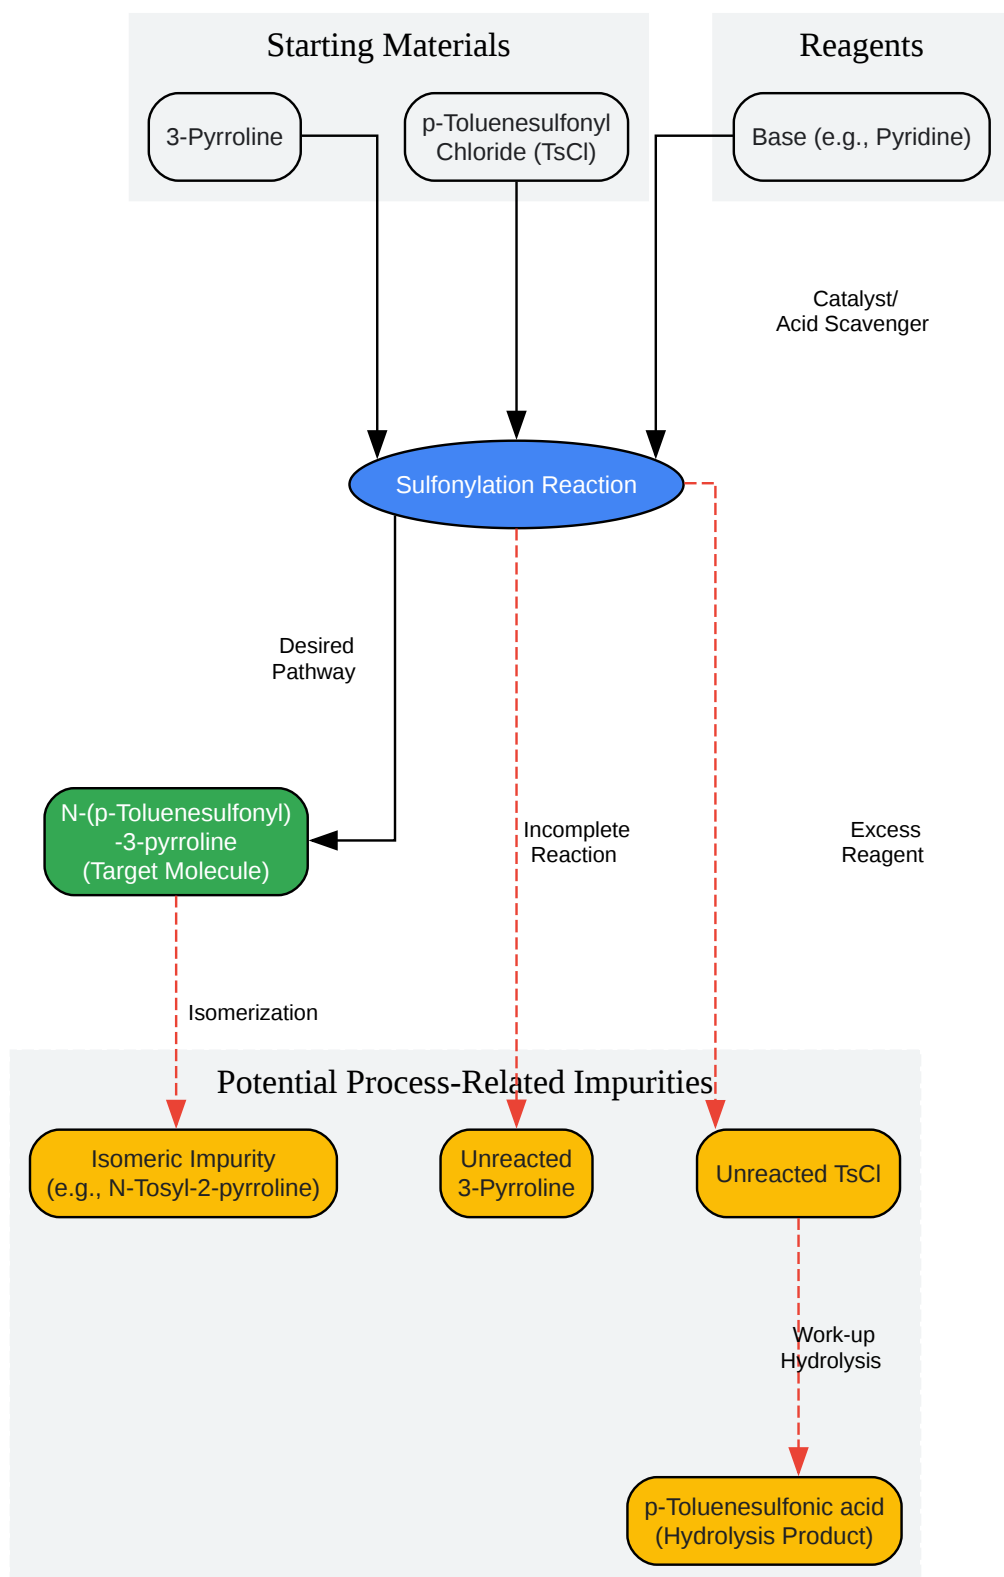 Starting Materials
Reagents
3-Pyrroline
p-Toluenesulfonyl
Chloride (TsCl)
Base (e.g., Pyridine)
Catalyst/
Acid Scavenger
Sulfonylation Reaction
Desired
Pathway
N-(p-Toluenesulfonyl)
-3-pyrroline
(Target Molecule)
Incomplete
Reaction
Excess
Reagent
Isomerization
Potential Process-Related Impurities
Isomeric Impurity
(e.g., N-Tosyl-2-pyrroline)
Unreacted
3-Pyrroline
Unreacted TsCl
Work-up
Hydrolysis
p-Toluenesulfonic acid
(Hydrolysis Product)